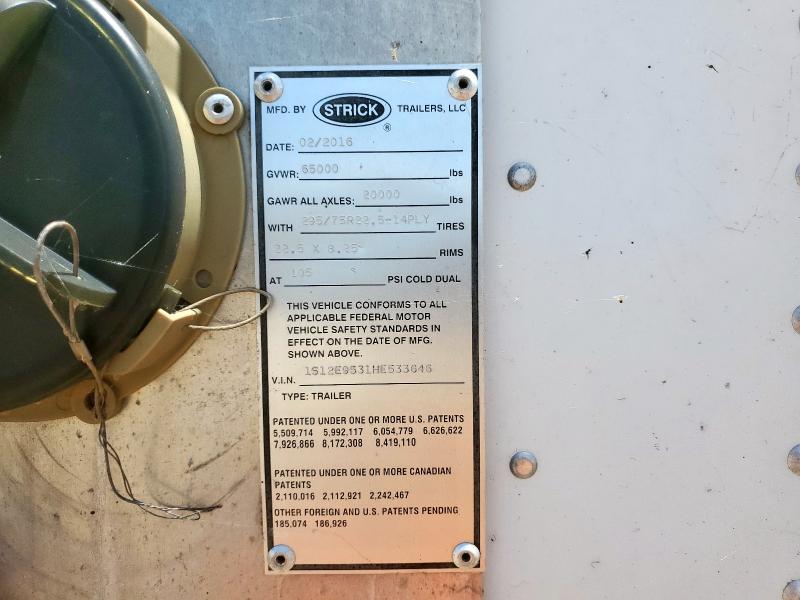 MFD. BY STRICK ® TRAILERS, LLC
DATE: 02/2016
GVWR: 65000 lbs
GAWR ALL AXLES: 20000 lbs
WITH 295/75R22.5-14PLY TIRES
22.5 X 8.25 RIMS
AT 105 PSI COLD DUAL
THIS VEHICLE CONFORMS TO ALL
APPLICABLE FEDERAL MOTOR
VEHICLE SAFETY STANDARDS IN
EFFECT ON THE DATE OF MFG.
SHOWN ABOVE.
V.I.N. 1S12E9531HE533646
TYPE: TRAILER
PATENTED UNDER ONE OR MORE U.S. PATENTS
5,509,714 5,992,117 6,054,779 6,626,622
7,926,866 8,172,308 8,419,110
PATENTED UNDER ONE OR MORE CANADIAN
PATENTS
2,110,016 2,112,921 2,242,467
OTHER FOREIGN AND U.S. PATENTS PENDING
185,074 186,926